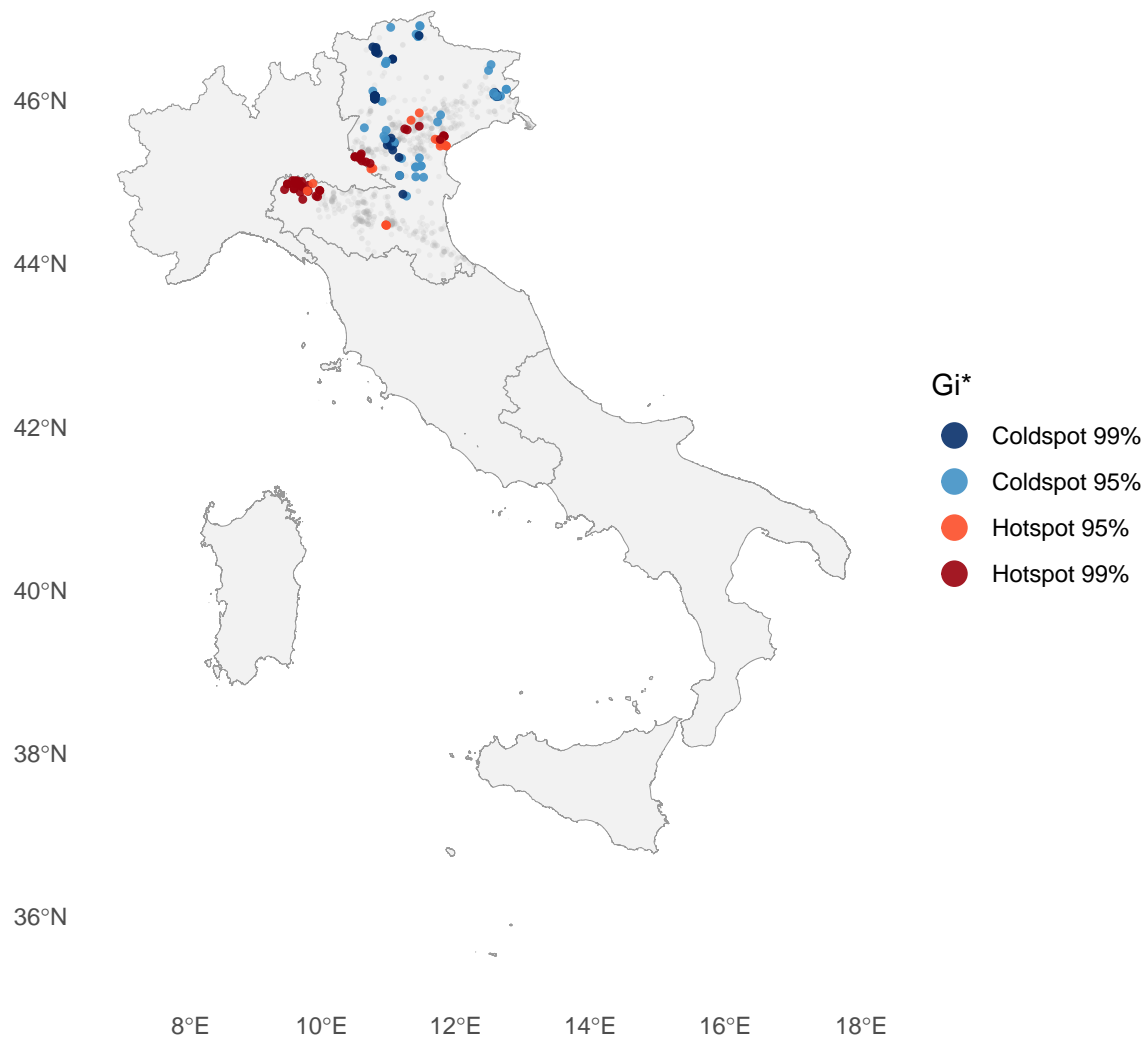 46°N
44°N
42°N
40°N
38°N
36°N
8°E
10°E
12°E
14°E
16°E
18°E
Gi*
Coldspot 99%
Coldspot 95%
Hotspot 95%
Hotspot 99%